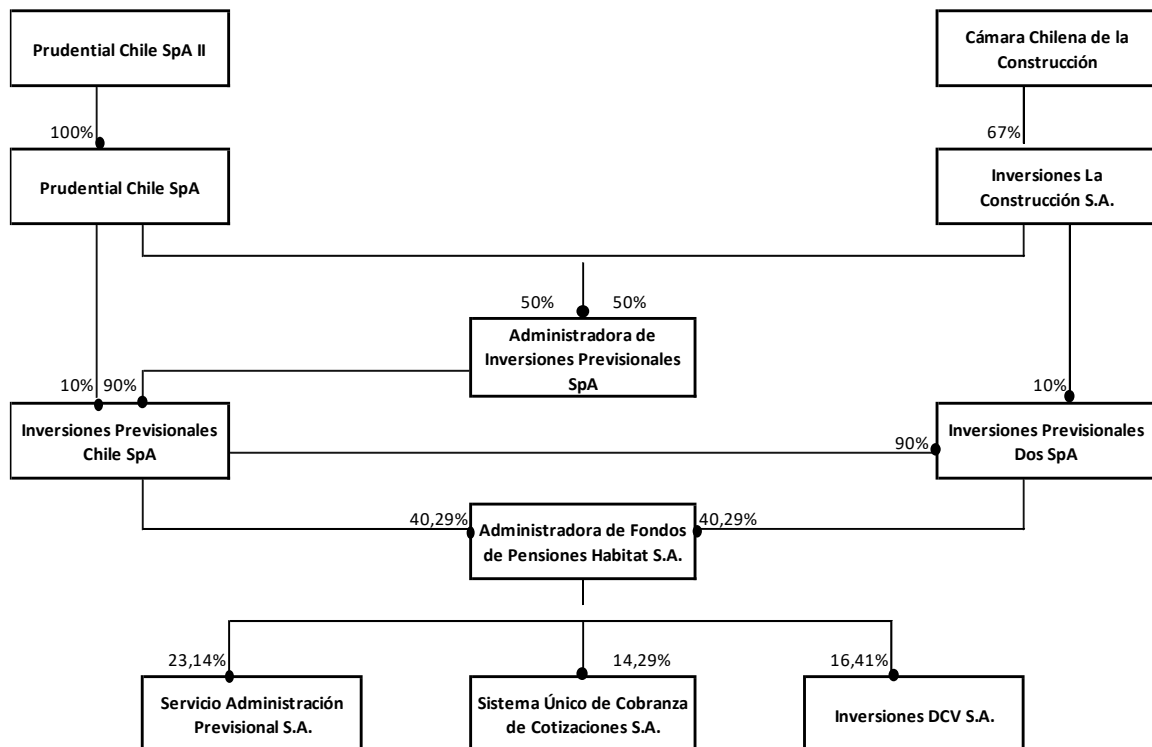 Prudential Chile SpA II
Cámara Chilena de la
Construcción
100%
67%
Prudential Chile SpA
Inversiones La
Construcción S.A.
50%
50%
Administradora de
Inversiones Previsionales
SpA
10%
90%
10%
Inversiones Previsionales
Chile SpA
Inversiones Previsionales
Dos SpA
90%
40,29%
Administradora de Fondos
de Pensiones Habitat S.A.
40,29%
23,14%
14,29%
16,41%
Servicio Administración
Previsional S.A.
Sistema Único de Cobranza
de Cotizaciones S.A.
Inversiones DCV S.A.